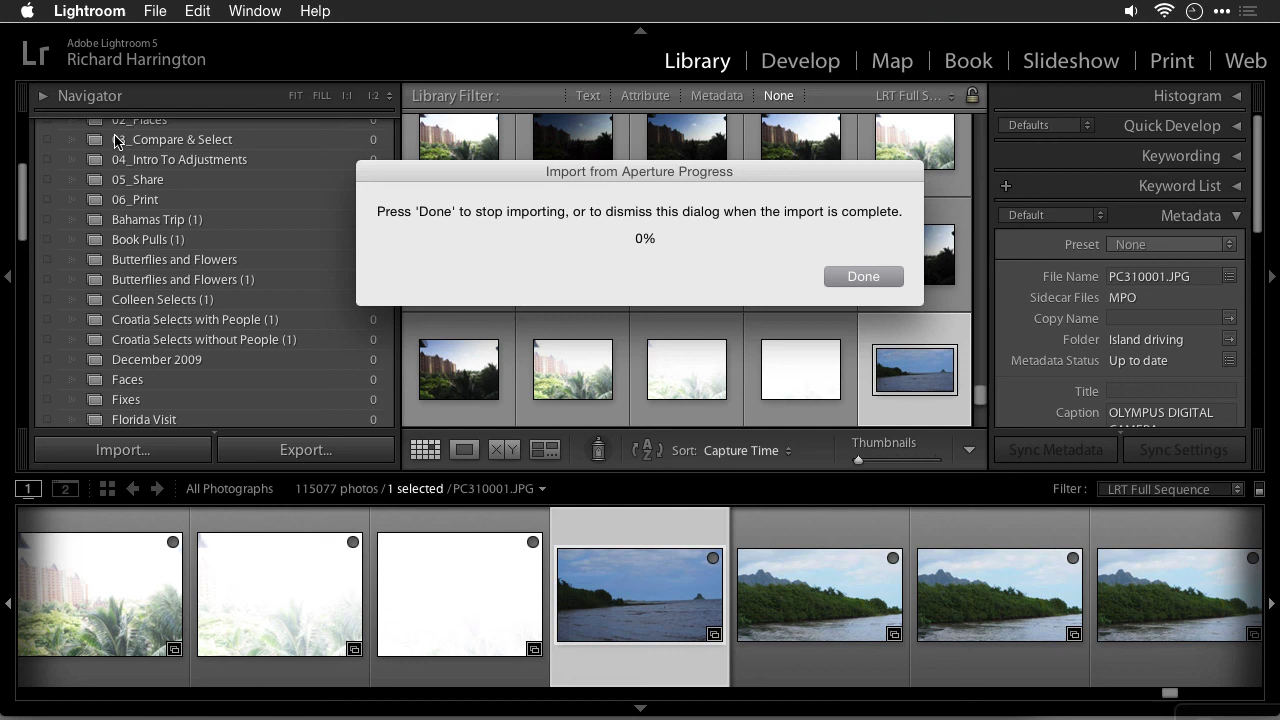 Lightroom File Edit Window Help
Lr Adobe Lightroom 5
Richard Harrington
Library | Develop | Map | Book | Slideshow | Print | Web
Navigator FIT FILL 1:1 1:2
02_Places 0
03_Compare & Select
04_Intro To Adjustments
05_Share
06_Print
Bahamas Trip (1)
Book Pulls (1)
Butterflies and Flowers
Butterflies and Flowers (1)
Colleen Selects (1)
Croatia Selects with People (1) 0
Croatia Selects without People (1) 0
December 2009 0
Faces 0
Fixes 0
Florida Visit 0
Import... Export...
Library Filter : Text Attribute Metadata None LRT Full S...
Import from Aperture Progress
Press 'Done' to stop importing, or to dismiss this dialog when the import is complete.
0%
Done
XY AZ Sort: Capture Time Thumbnails
Histogram
Defaults Quick Develop
Keywording
+ Keyword List
Default Metadata
Preset None
File Name PC310001.JPG
Sidecar Files MPO
Copy Name
Folder Island driving
Metadata Status Up to date
Title
Caption OLYMPUS DIGITAL
CAMERA
Sync Metadata Sync Settings
1 2 All Photographs 115077 photos / 1 selected / PC310001.JPG Filter : LRT Full Sequence